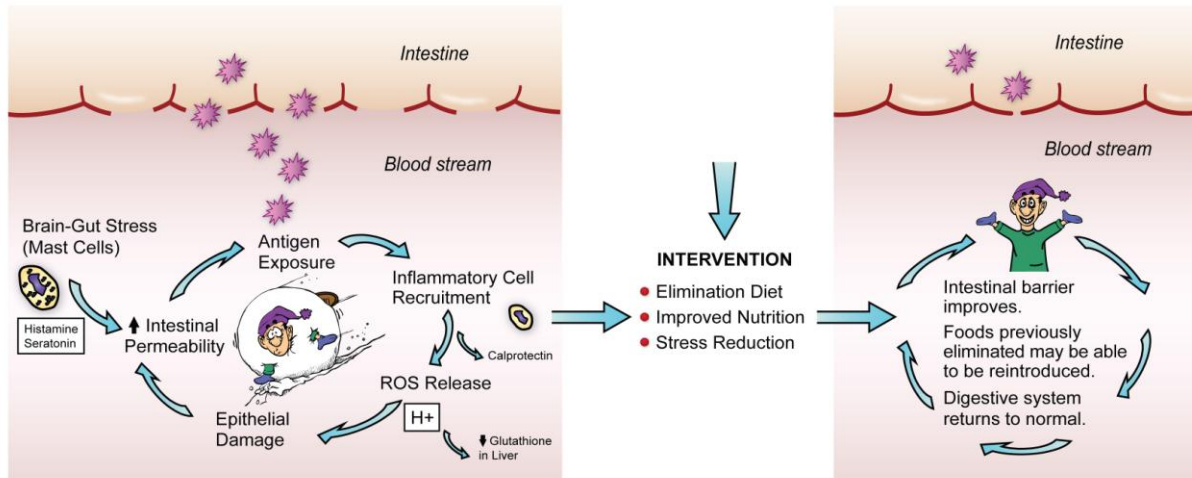 Intestine
Blood stream
Brain-Gut Stress
(Mast Cells)
Histamine
Seratonin
Intestinal
Permeability
Antigen
Exposure
Inflammatory Cell
Recruitment
Calprotectin
ROS Release
H+
Glutathione
in Liver
Epithelial
Damage
INTERVENTION
Elimination Diet
Improved Nutrition
Stress Reduction
Intestine
Blood stream
Intestinal barrier
improves.
Foods previously
eliminated may be able
to be reintroduced.
Digestive system
returns to normal.